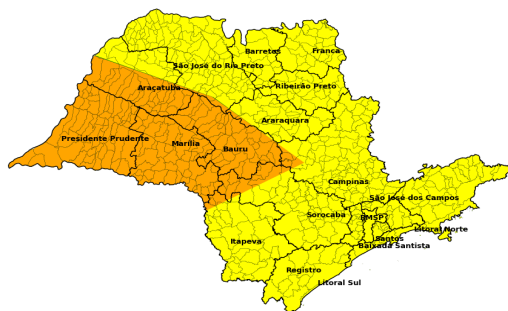 Barretos
Franca
São José do Rio Preto
Ribeirão Preto
Araçatuba
Araraquara
Presidente Prudente
Marília
Bauru
Campinas
São José dos Campos
Sorocaba
RMSP
Litoral Norte
Itapeva
Santos
Baixada Santista
Registro
Litoral Sul